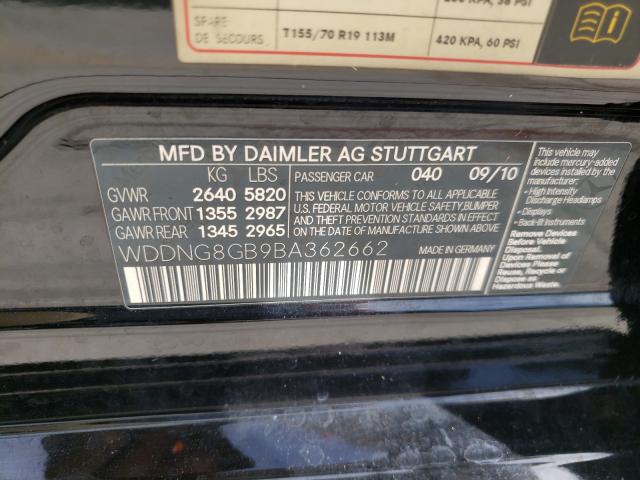 260 KPA, 38 PSI
SPARE
DE SECOURS
T155/70 R19 113M
420 KPA, 60 PSI
MFD BY DAIMLER AG STUTTGART
KG LBS
PASSENGER CAR 040 09/10
GVWR 2640 5820
GAWR FRONT 1355 2987
GAWR REAR 1345 2965
THIS VEHICLE CONFORMS TO ALL APPLICABLE
U.S. FEDERAL MOTOR VEHICLE SAFETY, BUMPER
AND THEFT PREVENTION STANDARDS IN EFFECT
ON THE DATE OF MANUFACTURE SHOWN ABOVE
WDDNG8GB9BA362662
This vehicle may
include mercury-added
devices installed by the
manufacturer:
- High Intensity
Discharge Headlamps
- Displays
- Back-lit Instruments
Remove Devices Before
Vehicle Disposal.
Upon Removal of
Devices Please Reuse,
Recycle or Dispose as
Hazardous Waste.